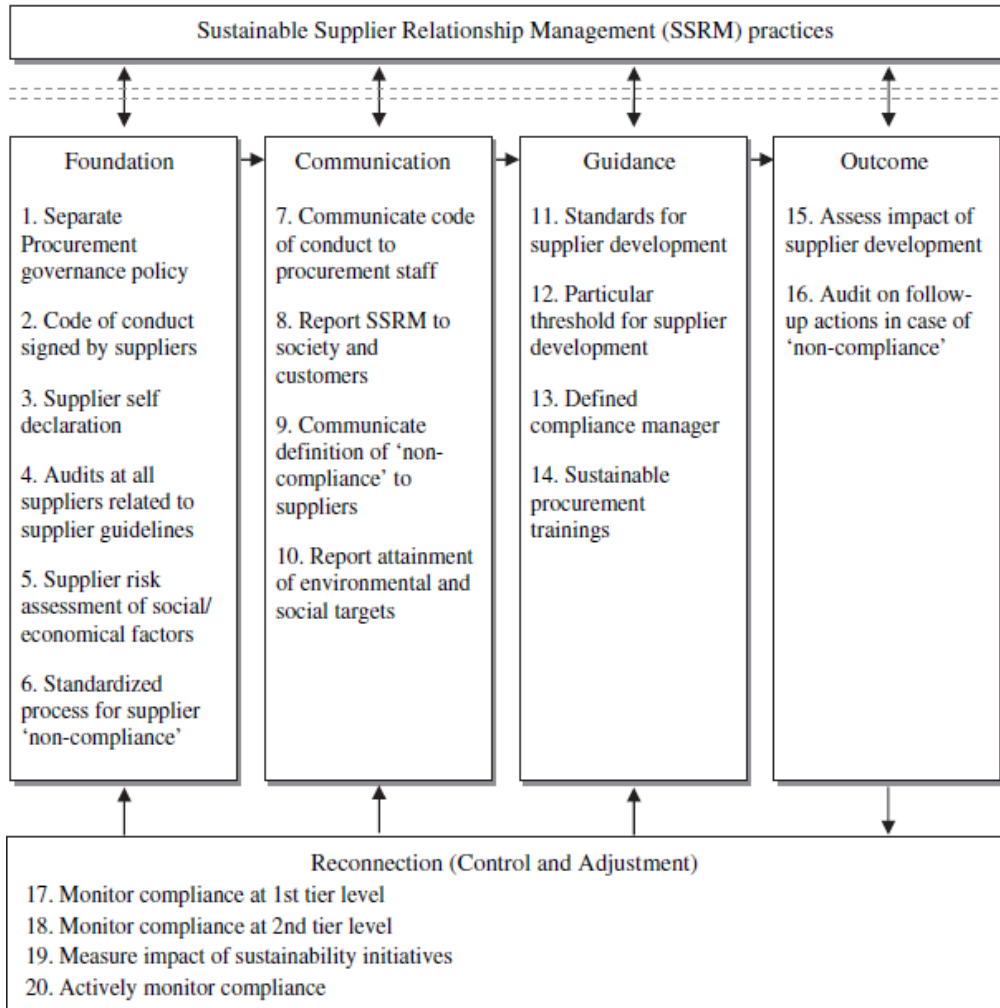 Sustainable Supplier Relationship Management (SSRM) practices
Foundation
1. Separate
Procurement
governance policy
2. Code of conduct
signed by suppliers
3. Supplier self
declaration
4. Audits at all
suppliers related to
supplier guidelines
5. Supplier risk
assessment of social/
economical factors
6. Standardized
process for supplier
‘non-compliance’
Communication
7. Communicate code
of conduct to
procurement staff
8. Report SSRM to
society and
customers
9. Communicate
definition of ‘non-
compliance’ to
suppliers
10. Report attainment
of environmental and
social targets
Guidance
11. Standards for
supplier development
12. Particular
threshold for supplier
development
13. Defined
compliance manager
14. Sustainable
procurement
trainings
Outcome
15. Assess impact of
supplier development
16. Audit on follow-
up actions in case of
‘non-compliance’
Reconnection (Control and Adjustment)
17. Monitor compliance at 1st tier level
18. Monitor compliance at 2nd tier level
19. Measure impact of sustainability initiatives
20. Actively monitor compliance